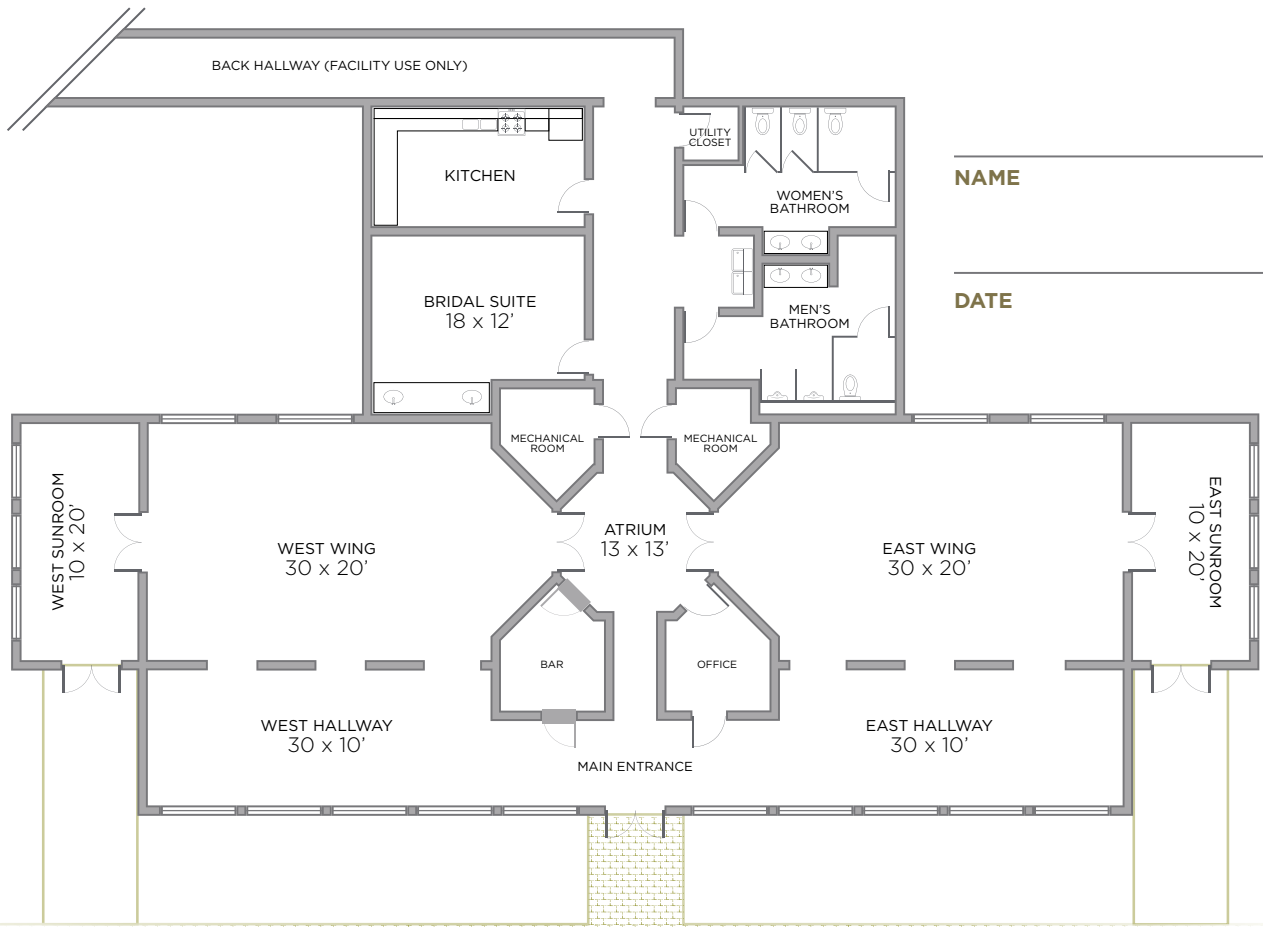 BACK HALLWAY (FACILITY USE ONLY)
UTILITY
CLOSET
KITCHEN
NAME
WOMEN'S
BATHROOM
BRIDAL SUITE
18 x 12'
DATE
MEN'S
BATHROOM
MECHANICAL
ROOM
MECHANICAL
ROOM
WEST SUNROOM
10 x 20'
WEST WING
30 x 20'
ATRIUM
13 x 13'
EAST WING
30 x 20'
EAST SUNROOM
10 x 20'
BAR
OFFICE
WEST HALLWAY
30 x 10'
EAST HALLWAY
30 x 10'
MAIN ENTRANCE